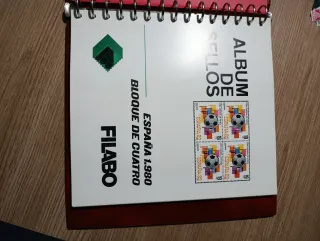 ALBUM
DE
SELLOS
ESPAÑA 1.980
BLOQUE DE CUATRO
FILABO